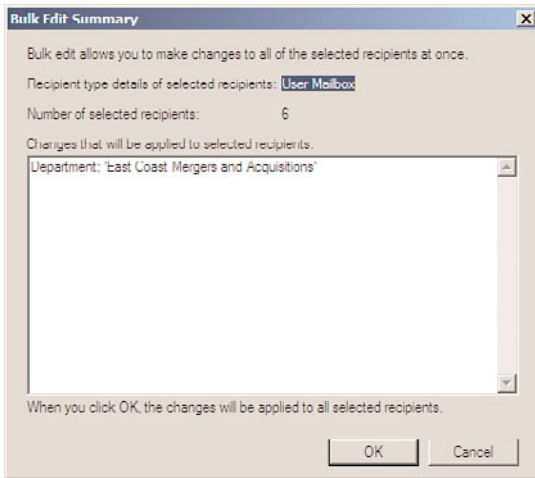 Bulk Edit Summary
Bulk edit allows you to make changes to all of the selected recipients at once.
Recipient type details of selected recipients: User Mailbox
Number of selected recipients: 6
Changes that will be applied to selected recipients.
Department: 'East Coast Mergers and Acquisitions'
When you click OK, the changes will be applied to all selected recipients.
OK Cancel